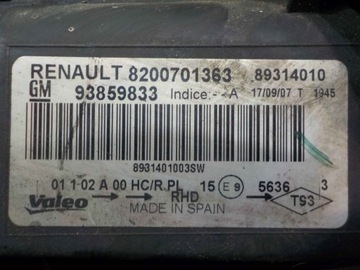 RENAULT 8200701363 89314010
GM 93859833 Indice:- A 17/09/07 T 1945
8931401003SW
01 1 02 A 00 HC/R PL 15 E9 5636 3
Valeo RHD TS3
MADE IN SPAIN